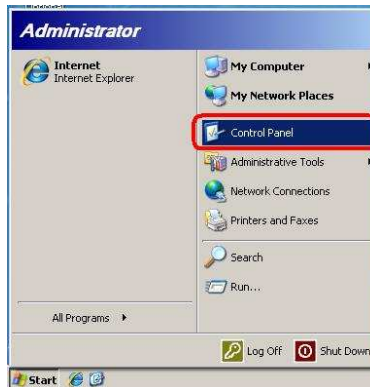 Administrator
Internet
Internet Explorer
My Computer
My Network Places
Control Panel
Administrative Tools
Network Connections
Printers and Faxes
Search
Run...
All Programs
Log Off
Shut Down
Start